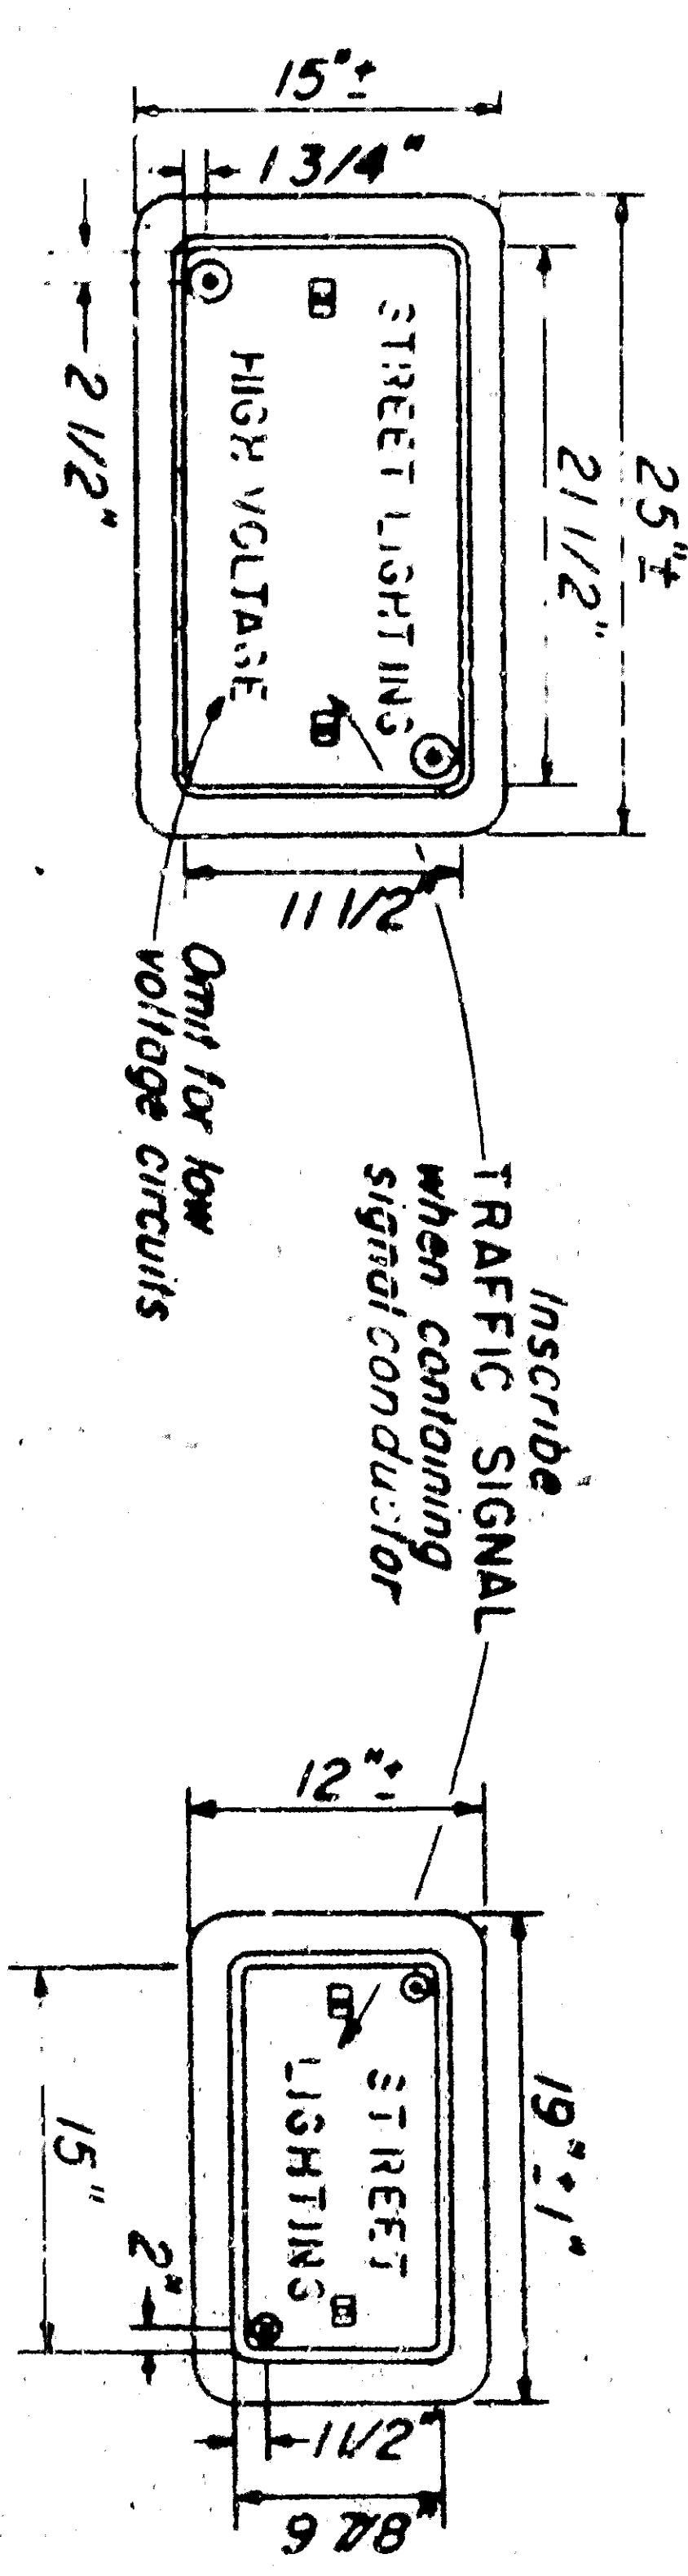 25"±
21 1/2"
15"±
1 3/4"
STREET LIGHTING
HIGH VOLTAGE
2 1/2"
11 1/2"
Omit for low
voltage circuits
Inscribe
TRAFFIC SIGNAL
when containing
signal conductor
19"±1"
12"±
STREET
LIGHTING
15"
2"
1 1/2"
9 7/8"